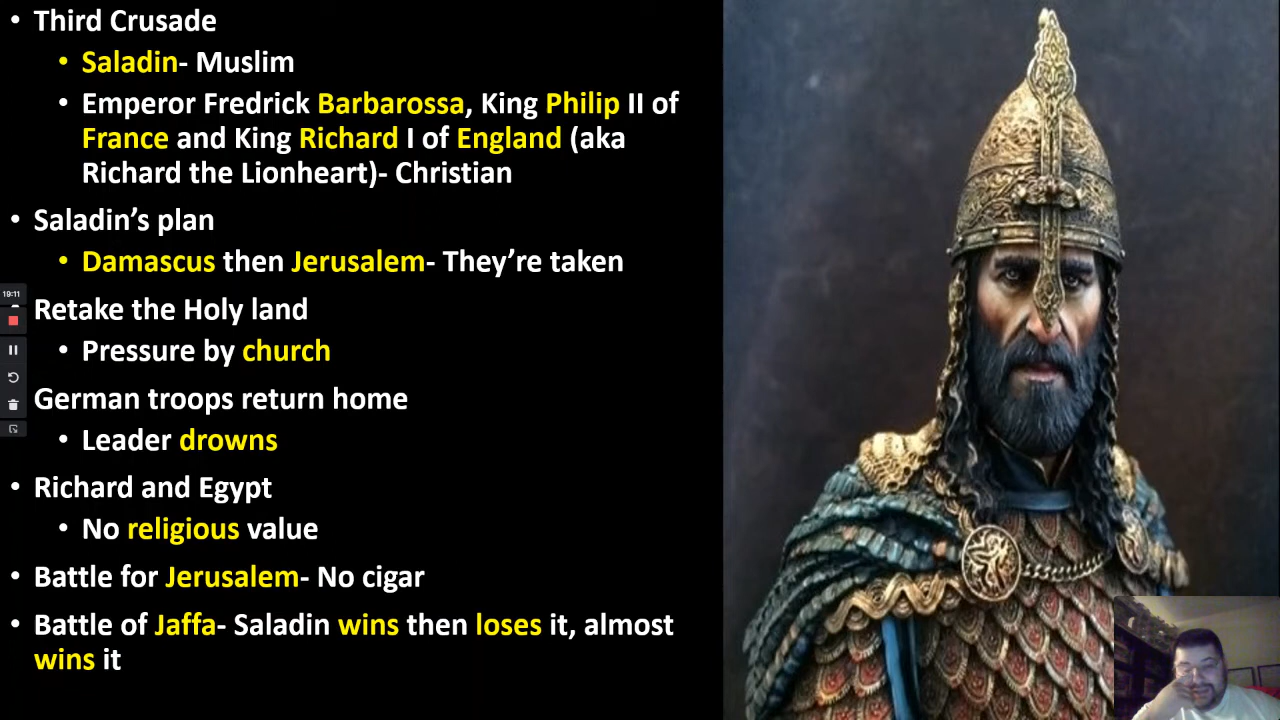 • Third Crusade
• Saladin- Muslim
• Emperor Fredrick Barbarossa, King Philip II of
France and King Richard I of England (aka
Richard the Lionheart)- Christian
• Saladin’s plan
• Damascus then Jerusalem- They’re taken
19:11
Retake the Holy land
• Pressure by church
German troops return home
• Leader drowns
• Richard and Egypt
• No religious value
• Battle for Jerusalem- No cigar
• Battle of Jaffa- Saladin wins then loses it, almost
wins it